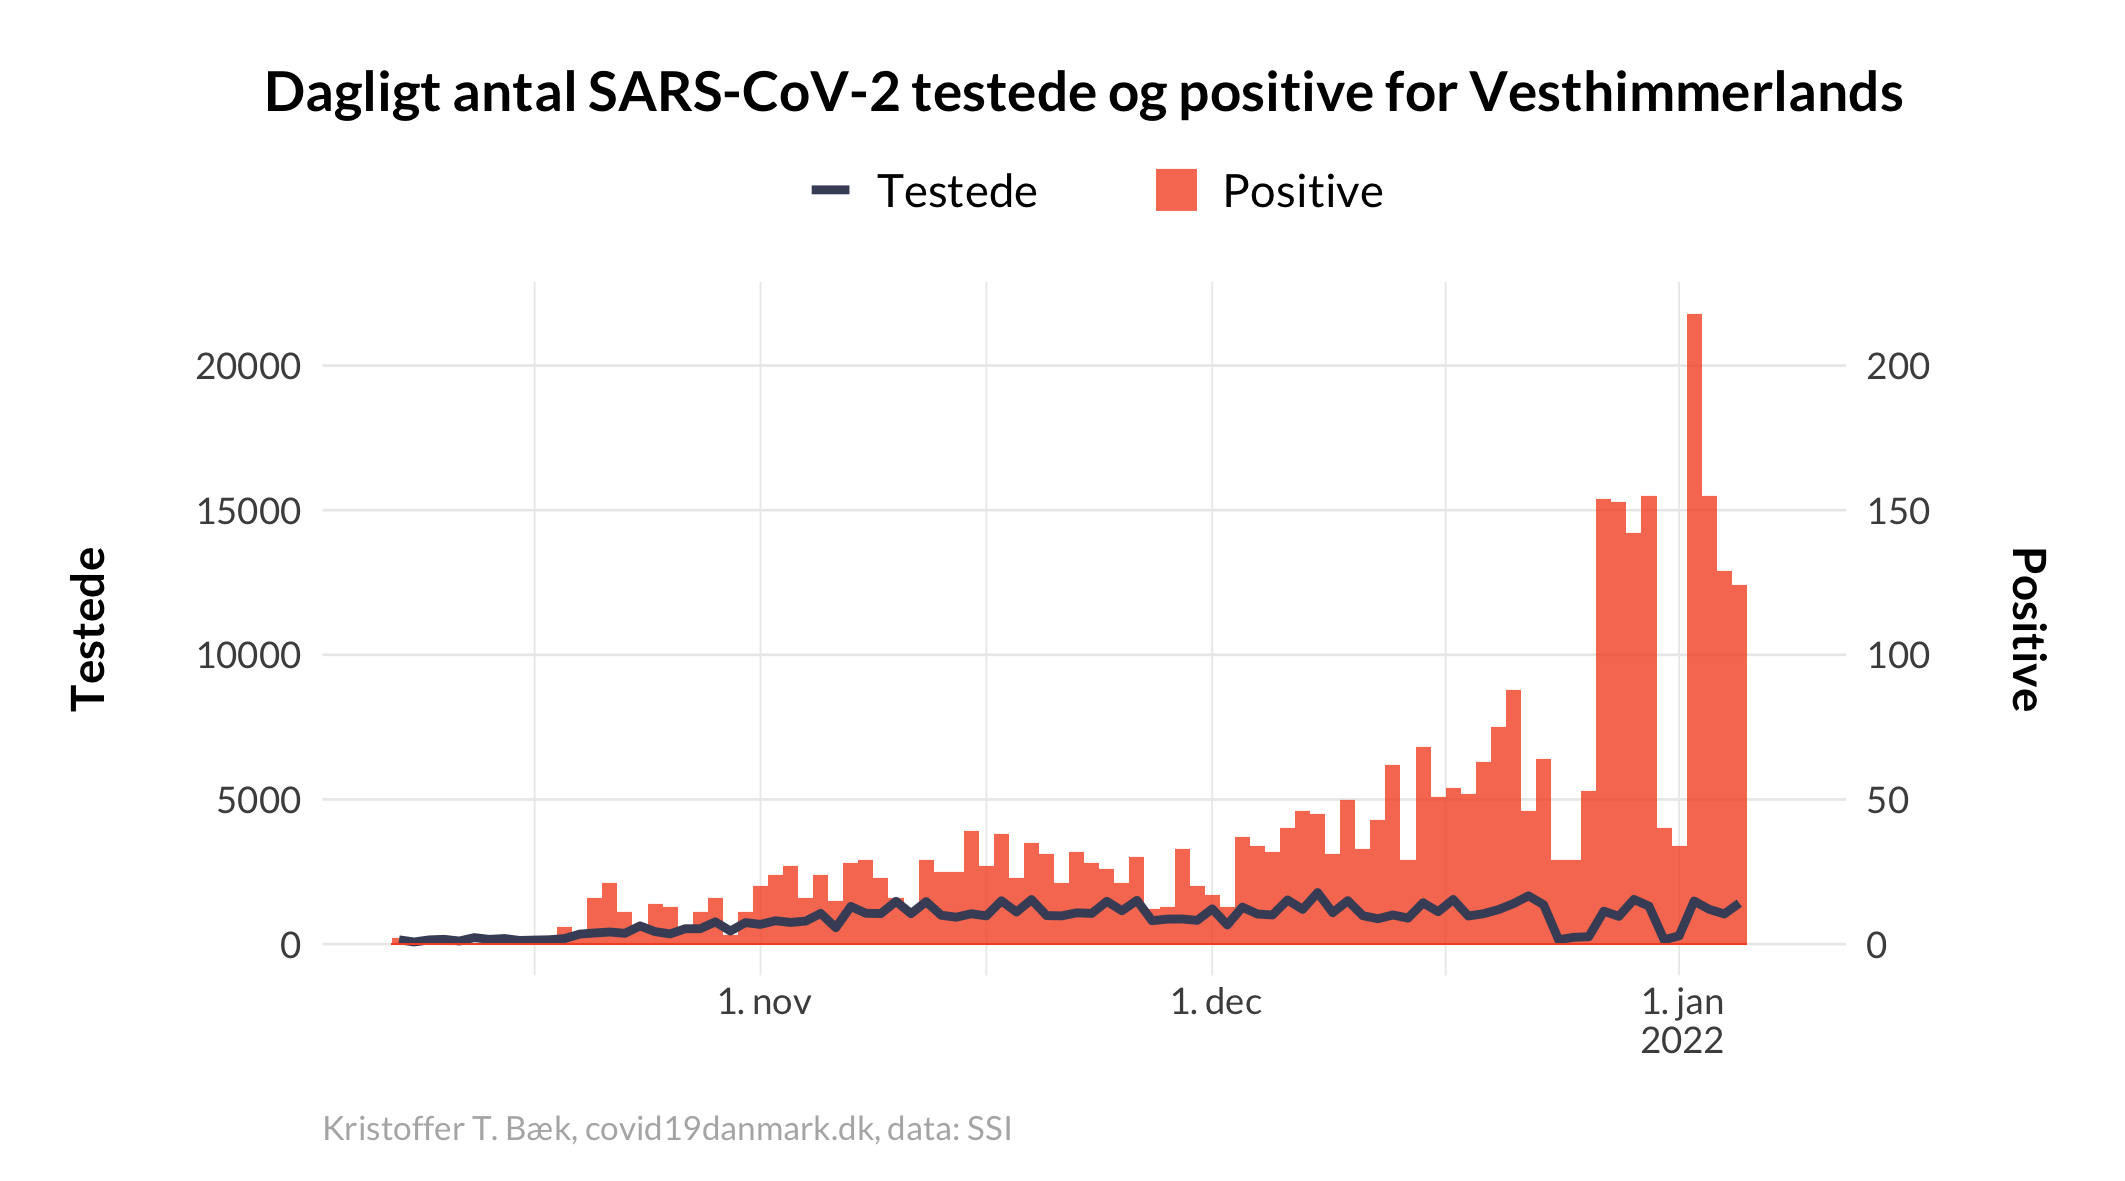 Dagligt antal SARS-CoV-2 testede og positive for Vesthimmerlands
Testede
Positive
20000
15000
10000
5000
0
Testede
200
150
100
50
0
Positive
1. nov
1. dec
1. jan
2022
Kristoffer T. Bæk, covid19danmark.dk, data: SSI